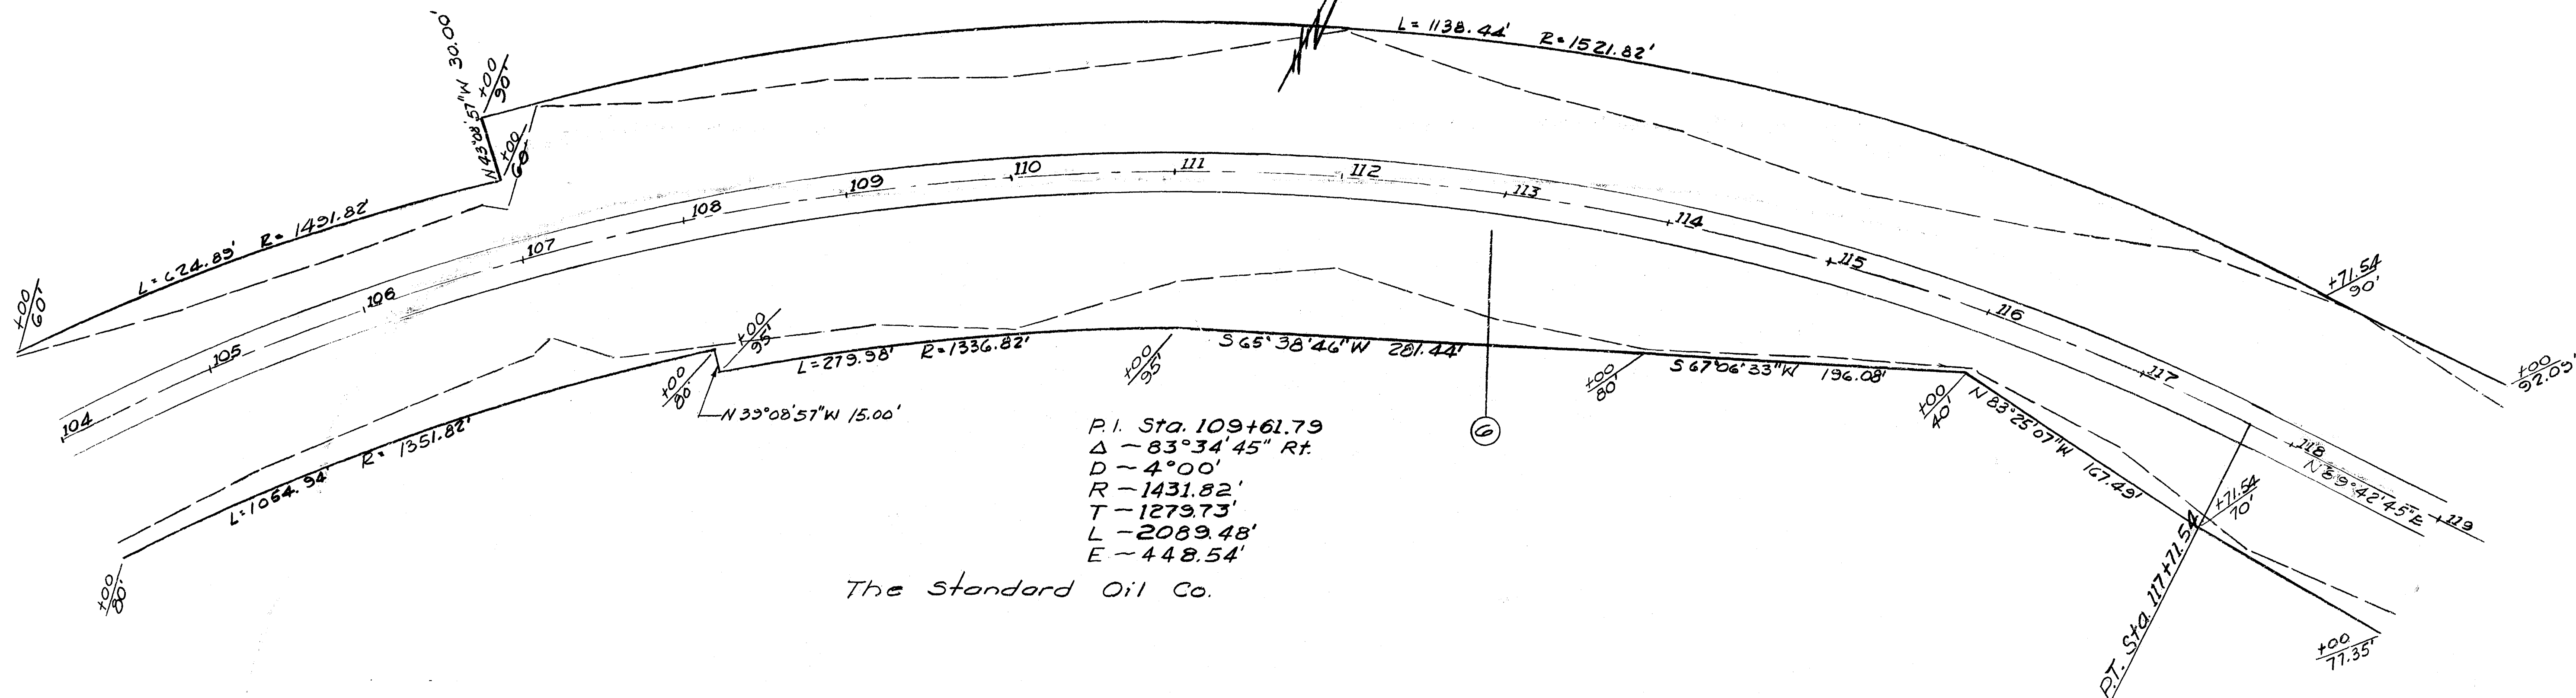 L= 1138.44' R=1521.82'
N 43°08'57"W 30.00'
+00
90'
+00
60'
L=624.89' R= 1491.82'
+00
60'
104
105
106
107
108
109
110
111
112
113
114
115
116
117
118
119
+71.54
90'
+00
92.09'
N 89°42'45"E
+00
80'
L=1064.94' R= 1351.82'
+00
80'
+00
95'
N 39°08'57"W 15.00'
L=279.98' R=1336.82'
+00
95'
S 65°38'46"W 281.44'
+00
80'
S 67°06'33"W 196.08'
+00
40'
N 83°25'07"W 167.49'
+71.54
70'
P.T. Sta. 117+71.54
+00
77.35'
6
P.I. Sta. 109+61.79
Δ ~ 83°34'45" Rt.
D ~ 4°00'
R ~ 1431.82'
T ~ 1279.73'
L ~ 2089.48'
E ~ 448.54'
The Standard Oil Co.